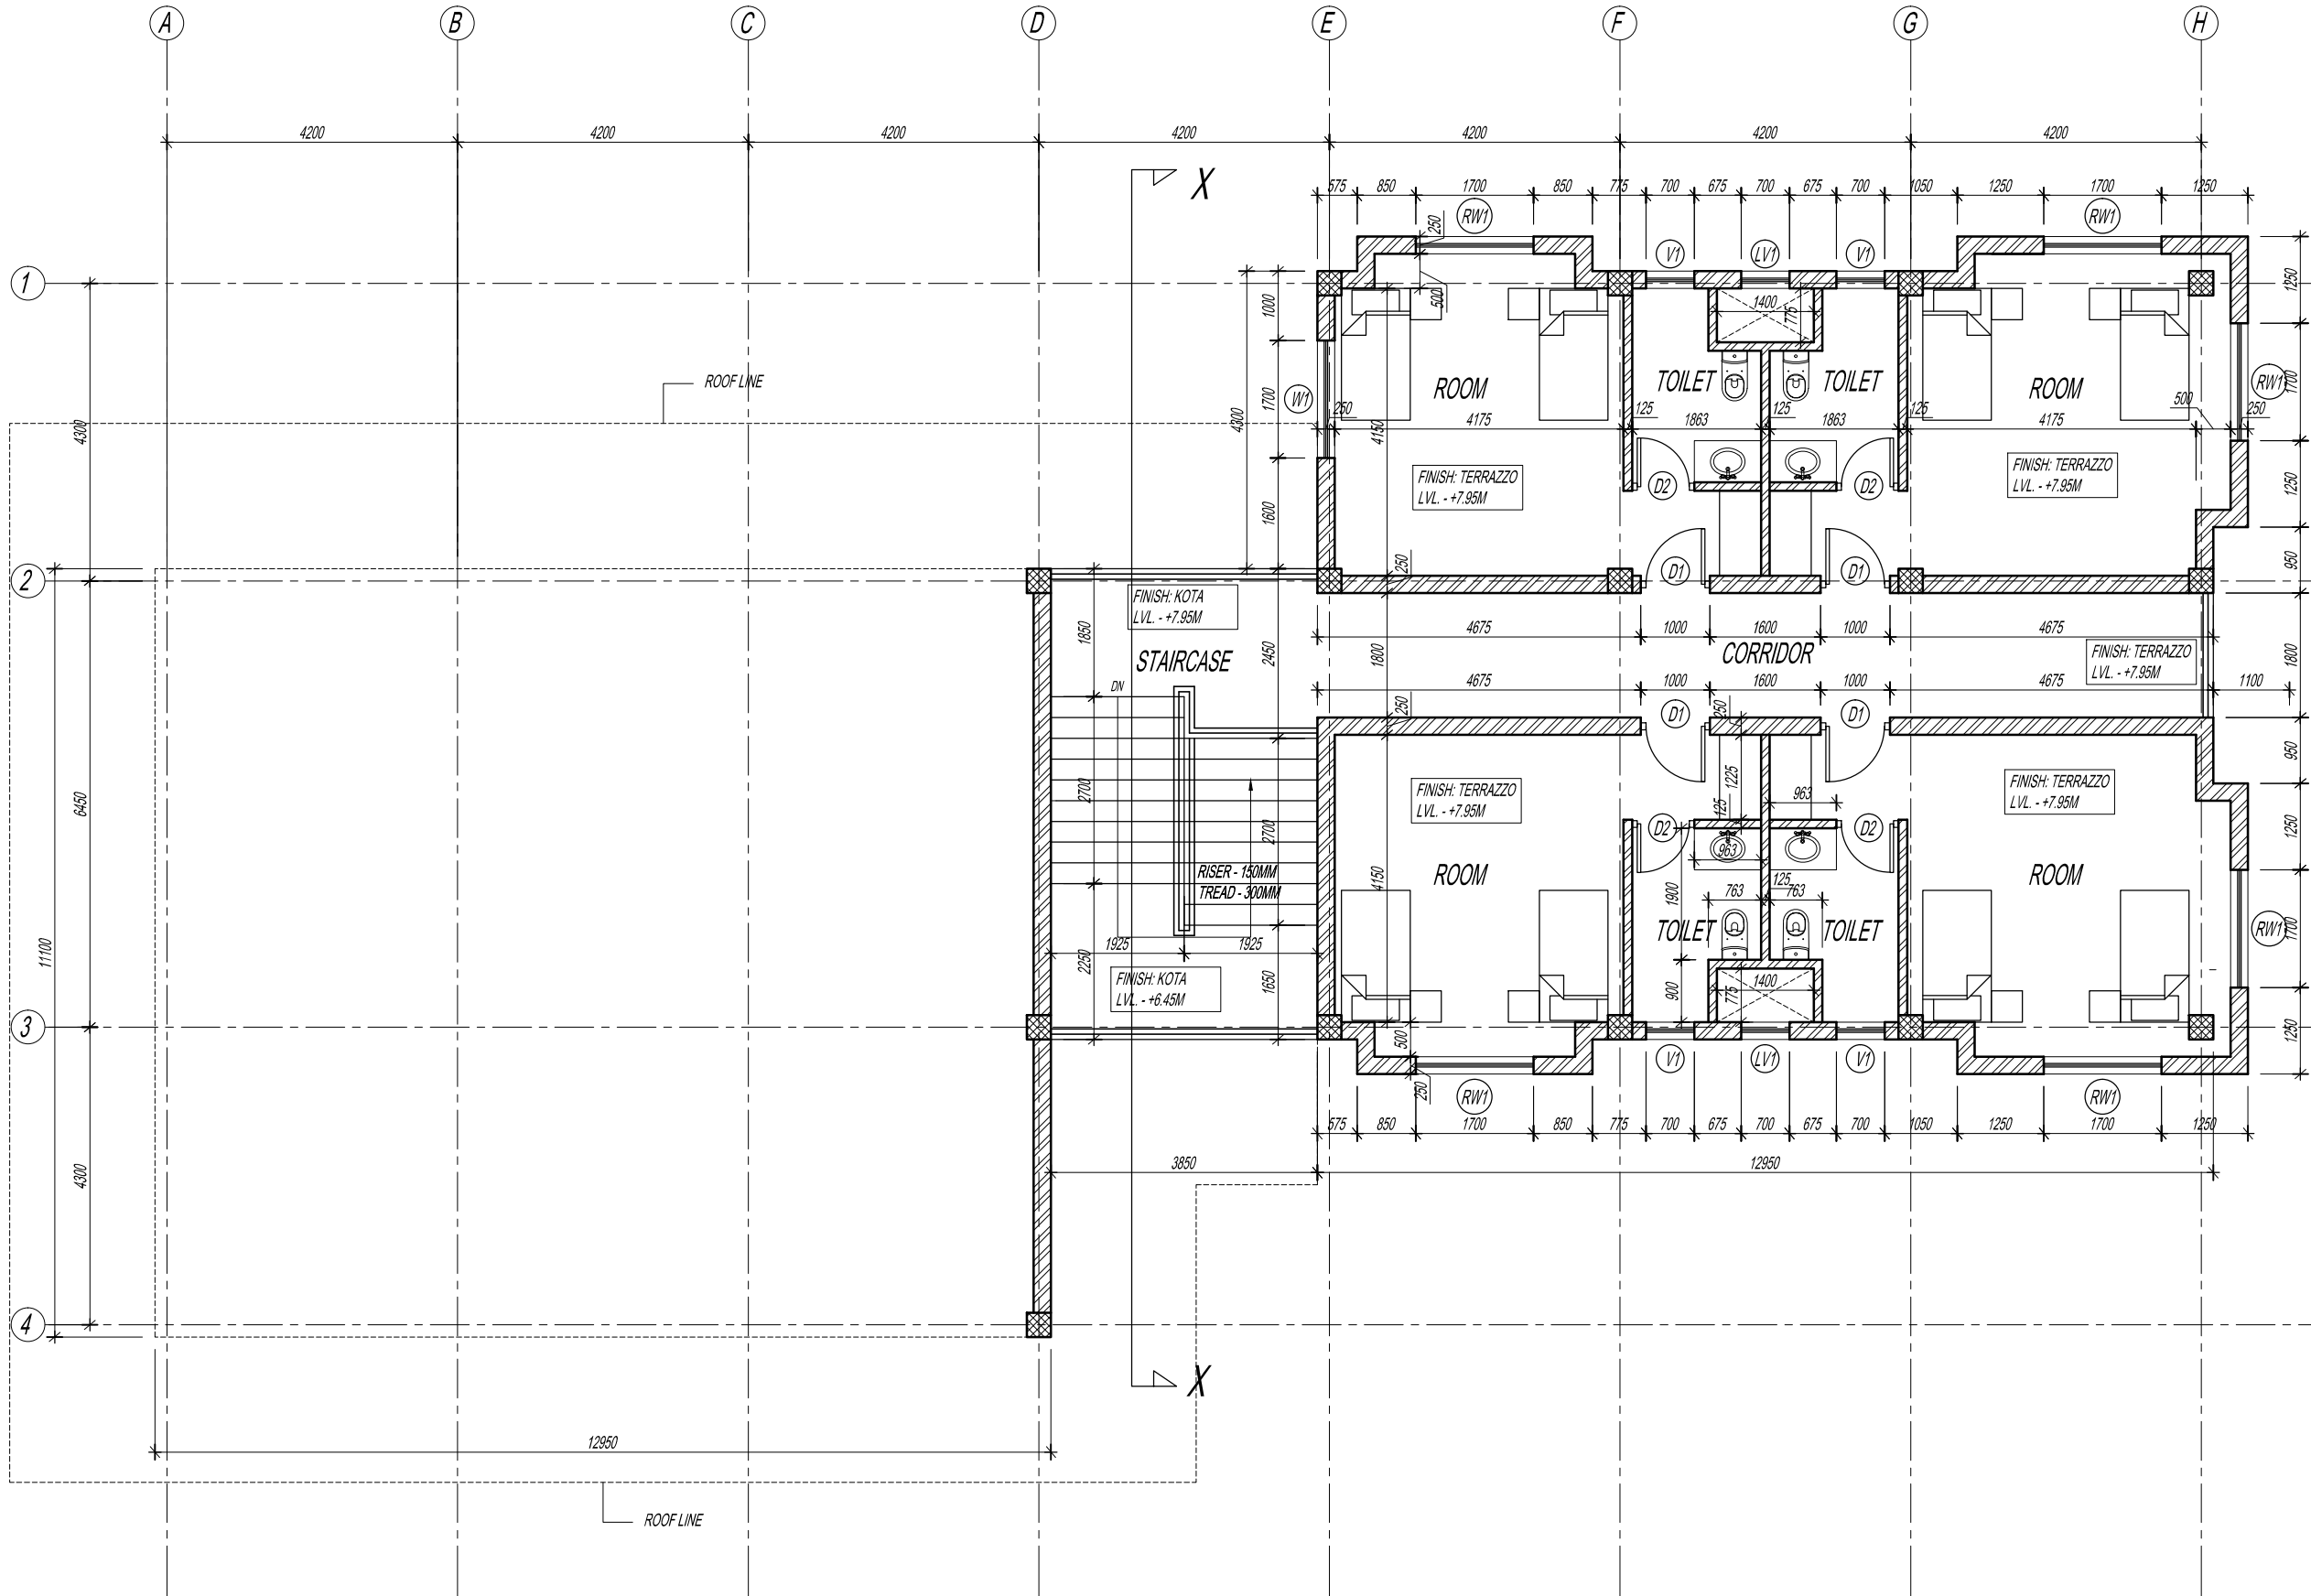 A B C D E F G H
4200 4200 4200 4200 4200 4200 4200
X
575 850 1700 850 775 700 675 700 675 700 1050 1250 1700 1250
RW1 RW1
250
V1 LV1 V1
1
1000 500 1400 775 1250
ROOF LINE
ROOM TOILET TOILET ROOM
W1 RW1
4300 4300 1700 250 4150 4175 125 1863 125 1863 125 4175 500 250 1700
FINISH: TERRAZZO
LVL. - +7.95M
FINISH: TERRAZZO
LVL. - +7.95M
D2 D2
1600 1250
250 D1 D1 950
2
FINISH: KOTA
LVL. - +7.95M
1850 2450
STAIRCASE
4675 1000 1600 1000 4675
1800 CORRIDOR 1800
FINISH: TERRAZZO
LVL. - +7.95M
DN
4675 1000 1600 1000 4675 1100
250 D1 250 D1
950
6450 2700 2700
FINISH: TERRAZZO
LVL. - +7.95M
1225 125 963
FINISH: TERRAZZO
LVL. - +7.95M
D2 D2
1250
963
RISER - 150MM
TREAD - 300MM
4150 ROOM ROOM
1900 763 125 763
TOILET TOILET
RW1
1700
11100
1925 1925
2250 1650
FINISH: KOTA
LVL. - +6.45M
900 775 1400
3
500 250
1250
V1 LV1 V1
RW1 RW1
575 850 1700 850 775 700 675 700 675 700 1050 1250 1700 1250
3850 12950
4300
4
X
12950
ROOF LINE